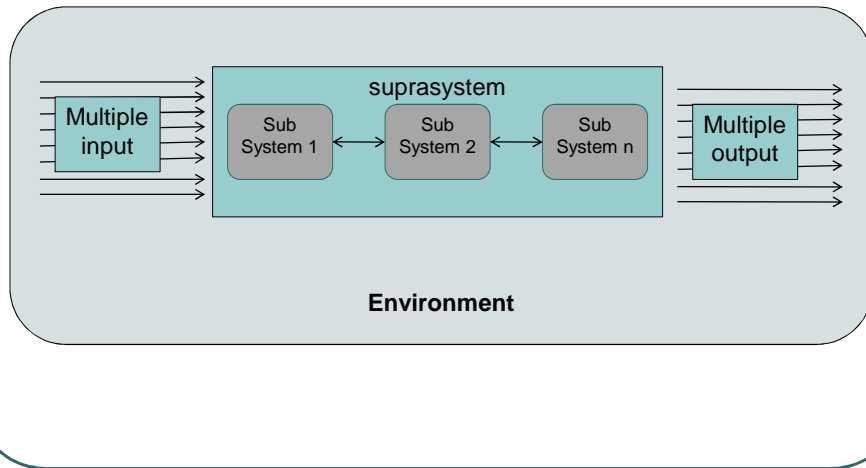 suprasystem
Multiple
input
Sub
System 1
Sub
System 2
Sub
System n
Multiple
output
Environment